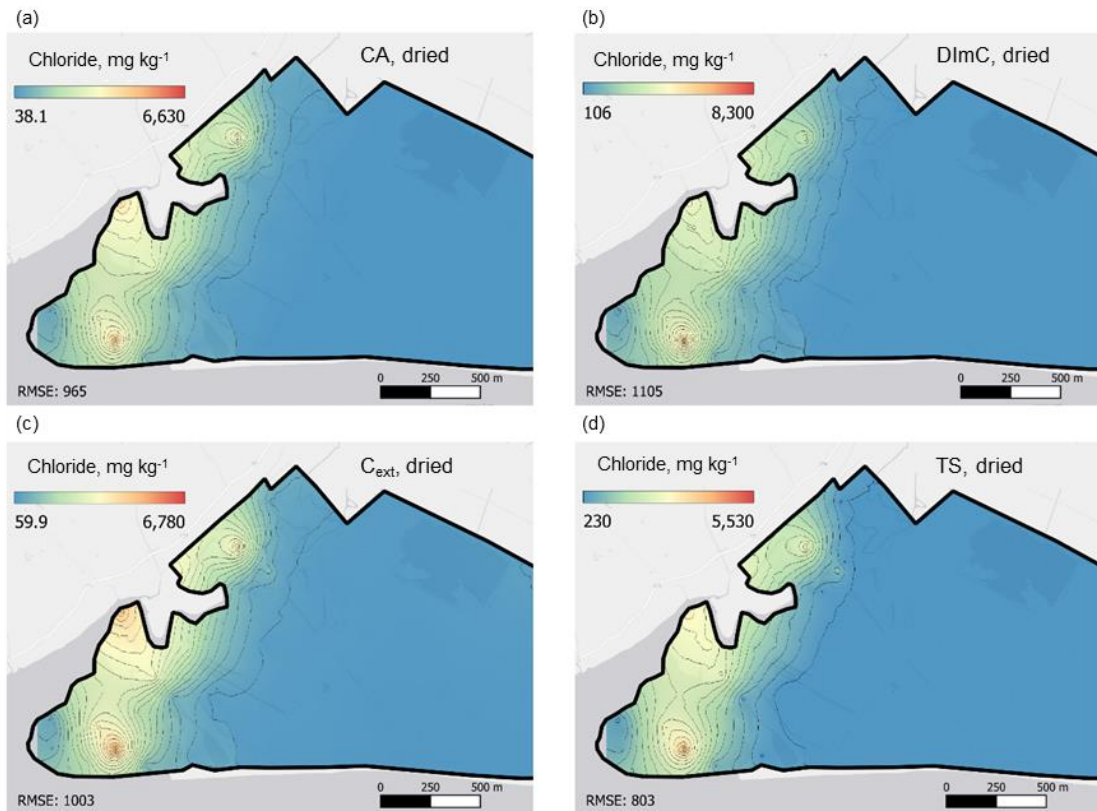 (a)
Chloride, mg kg⁻¹
CA, dried
38.1 6,630
RMSE: 965
0 250 500 m
(b)
Chloride, mg kg⁻¹
DImC, dried
106 8,300
RMSE: 1105
0 250 500 m
(c)
Chloride, mg kg⁻¹
Cₑₓₜ, dried
59.9 6,780
RMSE: 1003
0 250 500 m
(d)
Chloride, mg kg⁻¹
TS, dried
230 5,530
RMSE: 803
0 250 500 m